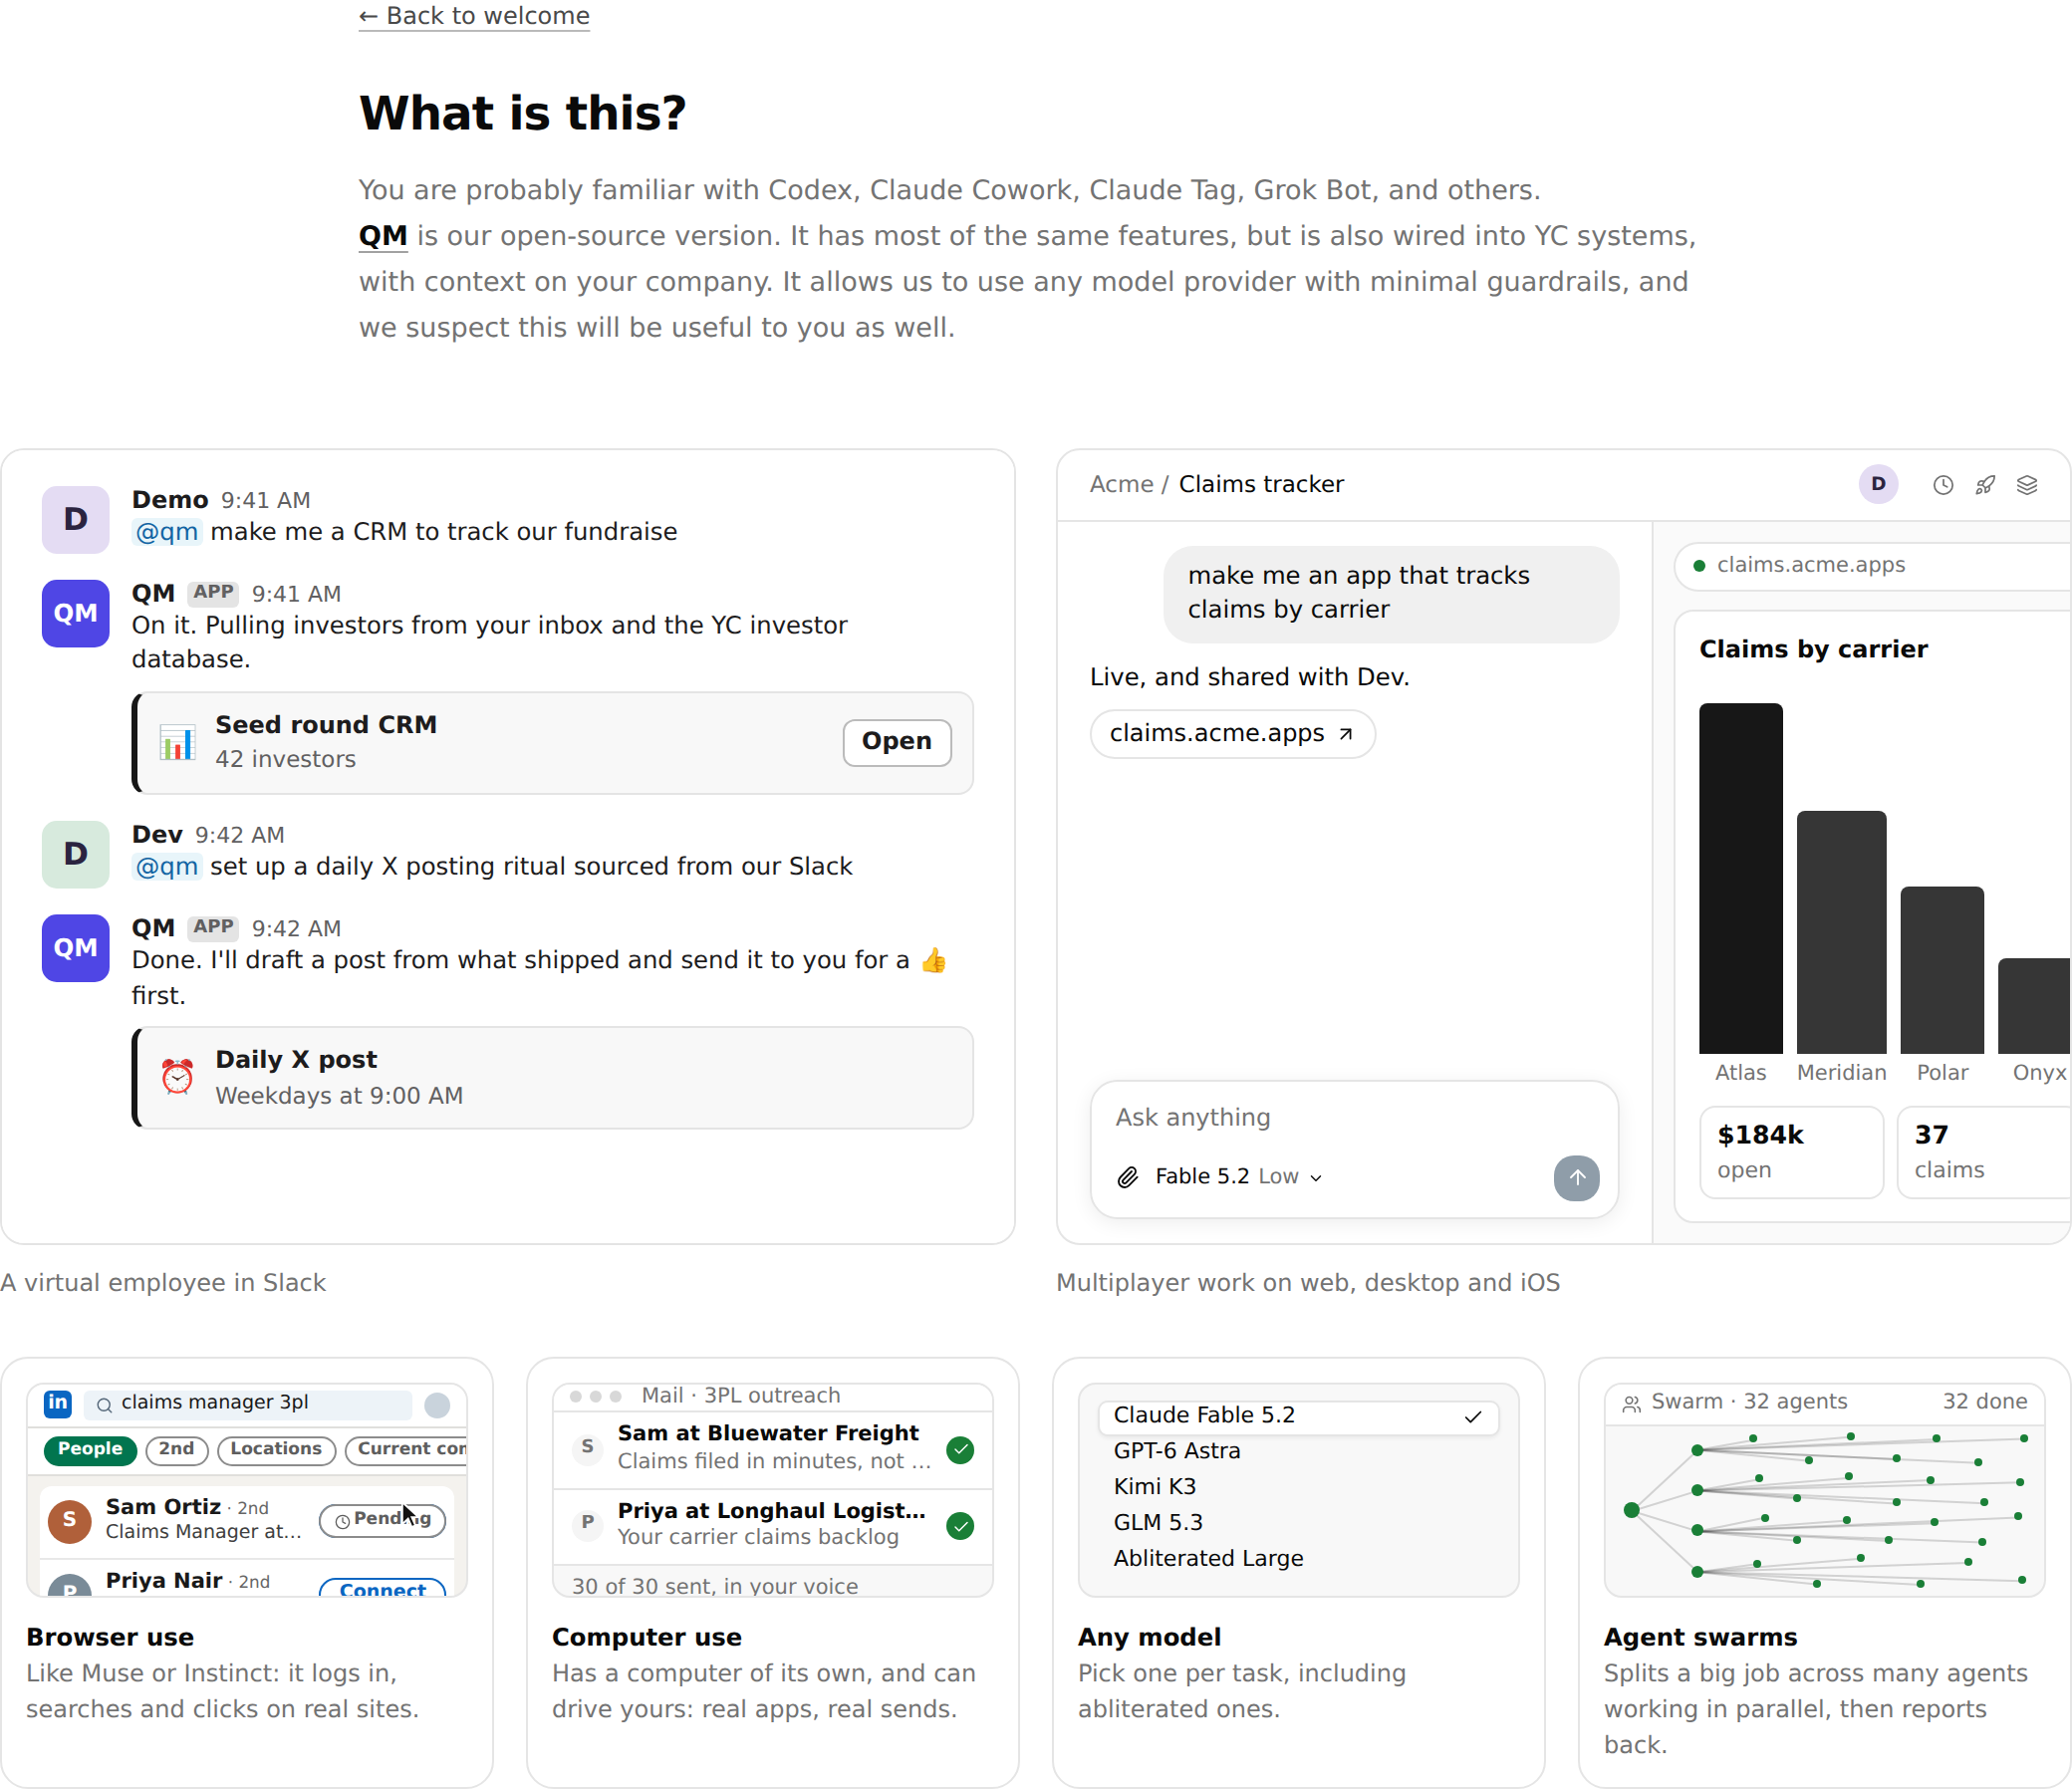 ← Back to welcome
What is this?
You are probably familiar with Codex, Claude Cowork, Claude Tag, Grok Bot, and others.
QM is our open-source version. It has most of the same features, but is also wired into YC systems,
with context on your company. It allows us to use any model provider with minimal guardrails, and
we suspect this will be useful to you as well.
D
Demo 9:41 AM
@qm make me a CRM to track our fundraise
QM
QM APP 9:41 AM
On it. Pulling investors from your inbox and the YC investor
database.
Seed round CRM
42 investors
Open
D
Dev 9:42 AM
@qm set up a daily X posting ritual sourced from our Slack
QM
QM APP 9:42 AM
Done. I'll draft a post from what shipped and send it to you for a 👍
first.
Daily X post
Weekdays at 9:00 AM
A virtual employee in Slack
Acme / Claims tracker
D
make me an app that tracks
claims by carrier
Live, and shared with Dev.
claims.acme.apps
Ask anything
Fable 5.2 Low
claims.acme.apps
Claims by carrier
Atlas Meridian Polar Onyx
$184k
open
37
claims
Multiplayer work on web, desktop and iOS
in
claims manager 3pl
People 2nd Locations Current com
S
Sam Ortiz · 2nd
Claims Manager at...
Pending
P
Priya Nair · 2nd
Connect
Browser use
Like Muse or Instinct: it logs in,
searches and clicks on real sites.
Mail · 3PL outreach
S
Sam at Bluewater Freight
Claims filed in minutes, not ...
P
Priya at Longhaul Logist...
Your carrier claims backlog
30 of 30 sent, in your voice
Computer use
Has a computer of its own, and can
drive yours: real apps, real sends.
Claude Fable 5.2
GPT-6 Astra
Kimi K3
GLM 5.3
Abliterated Large
Any model
Pick one per task, including
abliterated ones.
Swarm · 32 agents 32 done
Agent swarms
Splits a big job across many agents
working in parallel, then reports
back.